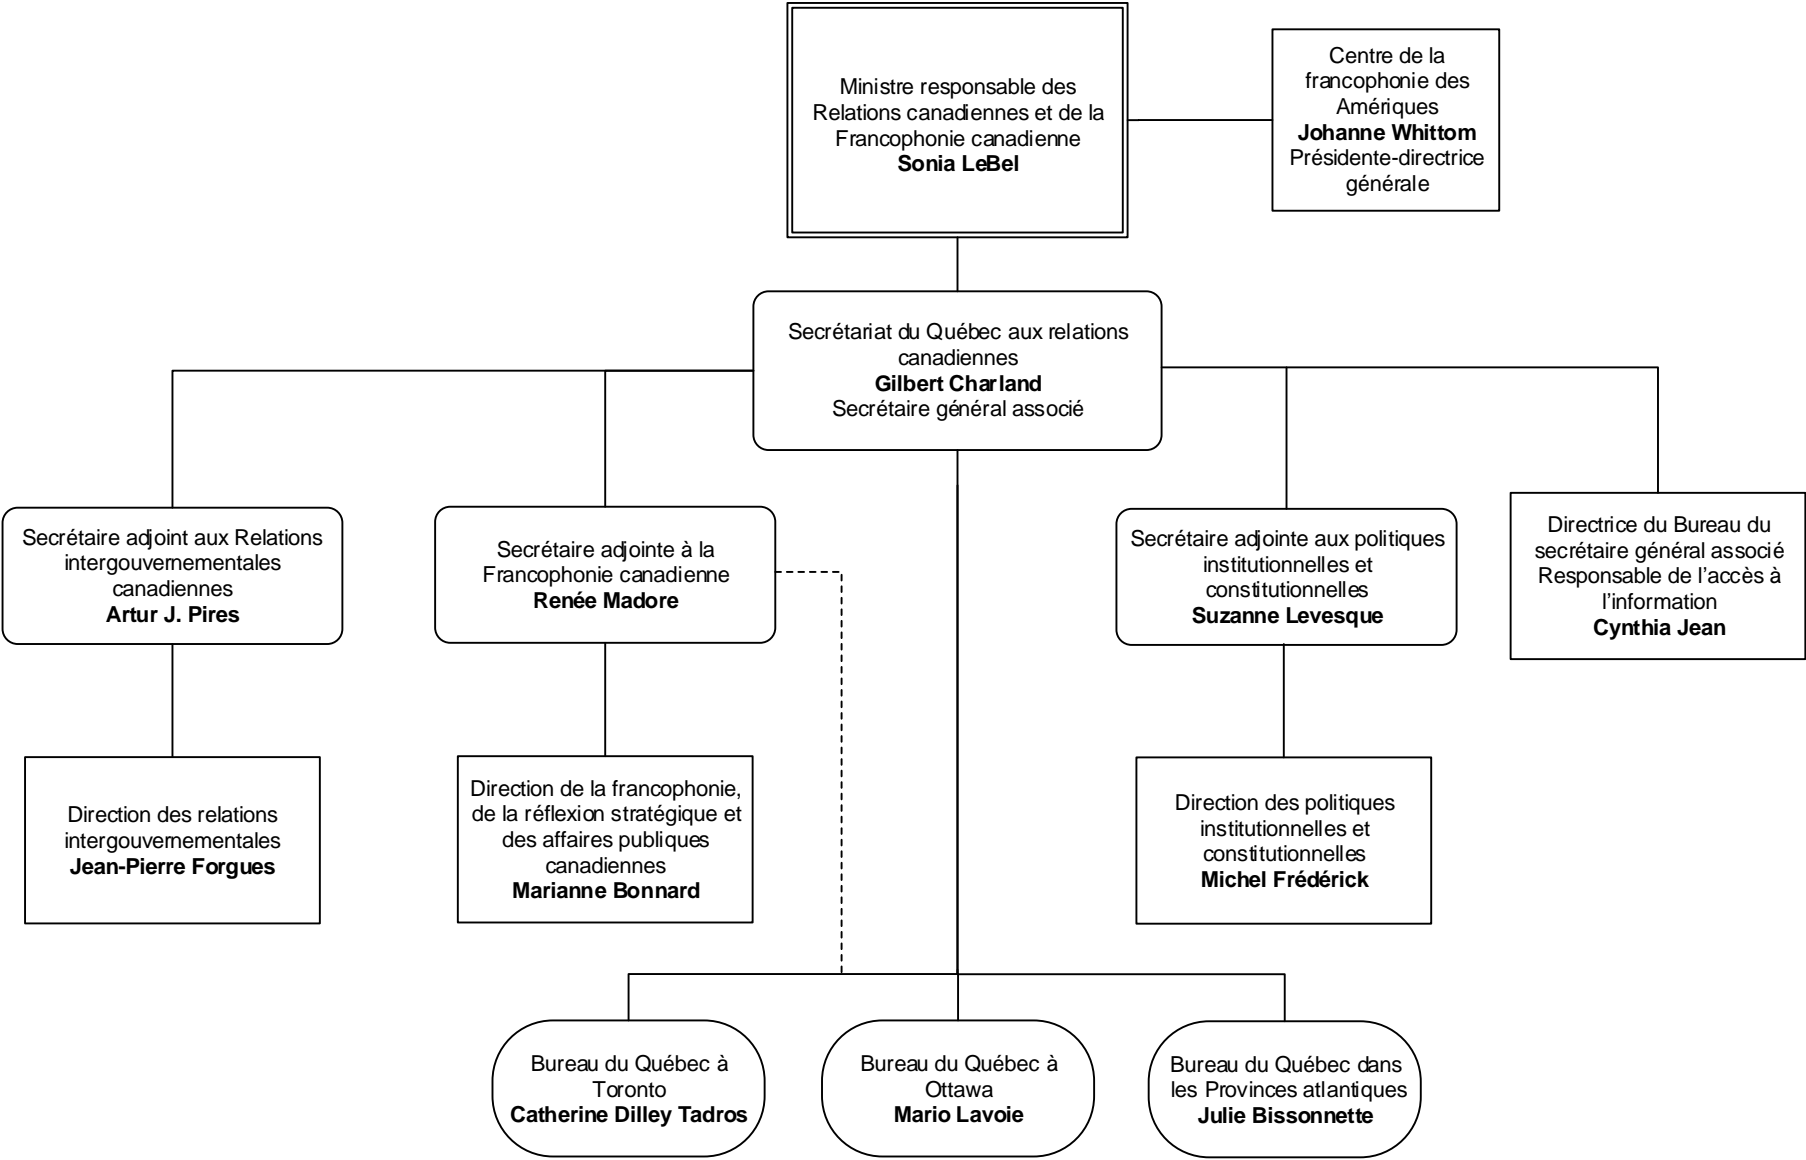 Ministre responsable des
Relations canadiennes et de la
Francophonie canadienne
Sonia LeBel
Centre de la
francophonie des
Amériques
Johanne Whittom
Présidente-directrice
générale
Secrétariat du Québec aux relations
canadiennes
Gilbert Charland
Secrétaire général associé
Secrétaire adjoint aux Relations
intergouvernementales
canadiennes
Artur J. Pires
Secrétaire adjointe à la
Francophonie canadienne
Renée Madore
Secrétaire adjointe aux politiques
institutionnelles et
constitutionnelles
Suzanne Levesque
Directrice du Bureau du
secrétaire général associé
Responsable de l’accès à
l’information
Cynthia Jean
Direction des relations
intergouvernementales
Jean-Pierre Forgues
Direction de la francophonie,
de la réflexion stratégique et
des affaires publiques
canadiennes
Marianne Bonnard
Direction des politiques
institutionnelles et
constitutionnelles
Michel Frédérick
Bureau du Québec à
Toronto
Catherine Dilley Tadros
Bureau du Québec à
Ottawa
Mario Lavoie
Bureau du Québec dans
les Provinces atlantiques
Julie Bissonnette